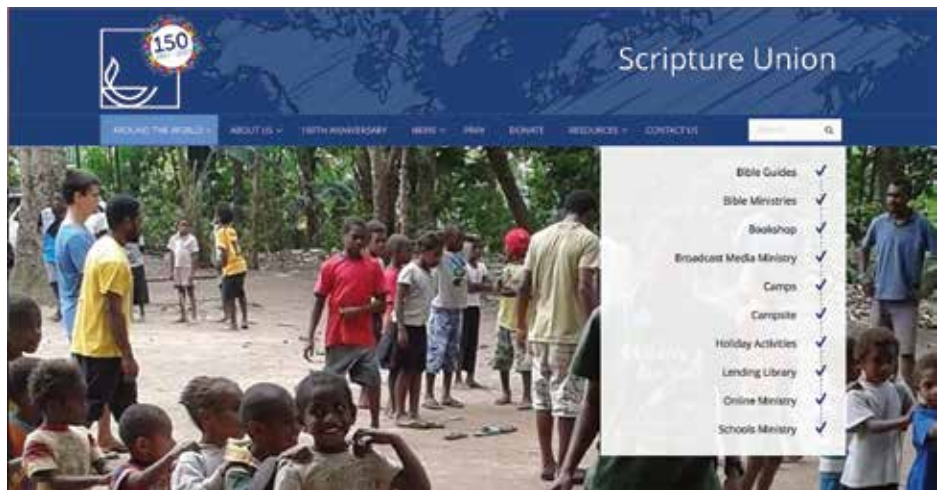 150
Scripture Union
AROUND THE WORLD
ABOUT US
150TH ANNIVERSARY
NEWS
PRAY
DONATE
RESOURCES
CONTACT US
Search
Bible Guides
Bible Ministries
Bookshop
Broadcast Media Ministry
Camps
Campsite
Holiday Activities
Lending Library
Online Ministry
Schools Ministry